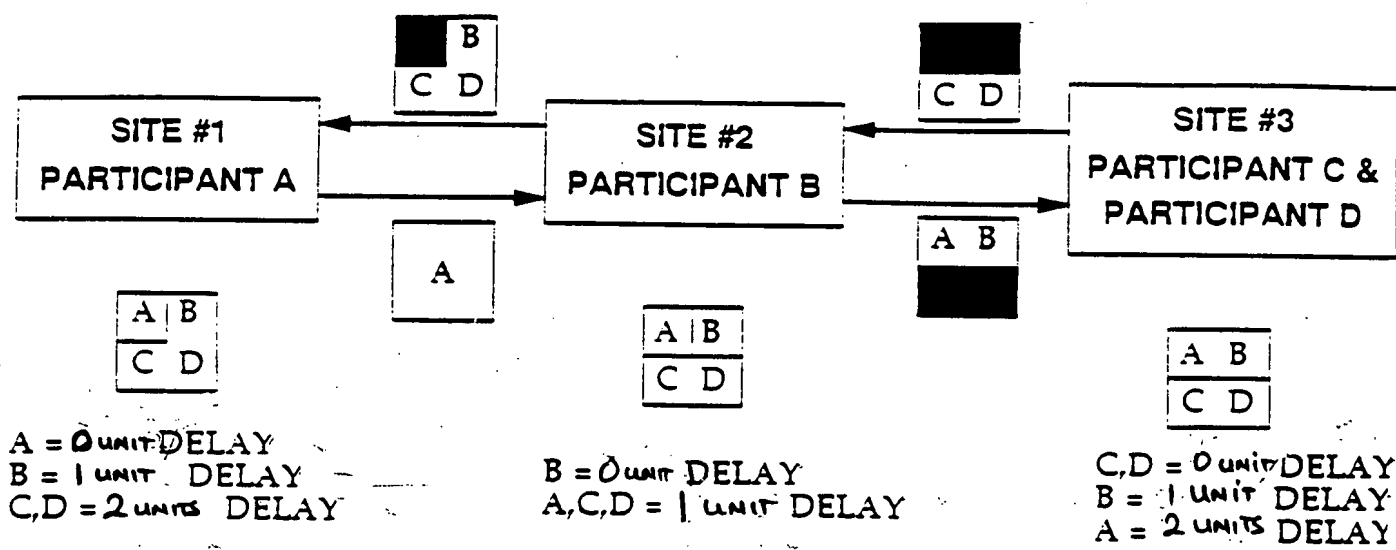 B
C D
C D
SITE #1
PARTICIPANT A
SITE #2
PARTICIPANT B
SITE #3
PARTICIPANT C &
PARTICIPANT D
A
A B
A B
C D
A B
C D
A B
C D
A = 0 UNIT DELAY
B = 1 UNIT DELAY
C,D = 2 UNITS DELAY
B = 0 UNIT DELAY
A,C,D = 1 UNIT DELAY
C,D = 0 UNIT DELAY
B = 1 UNIT DELAY
A = 2 UNITS DELAY